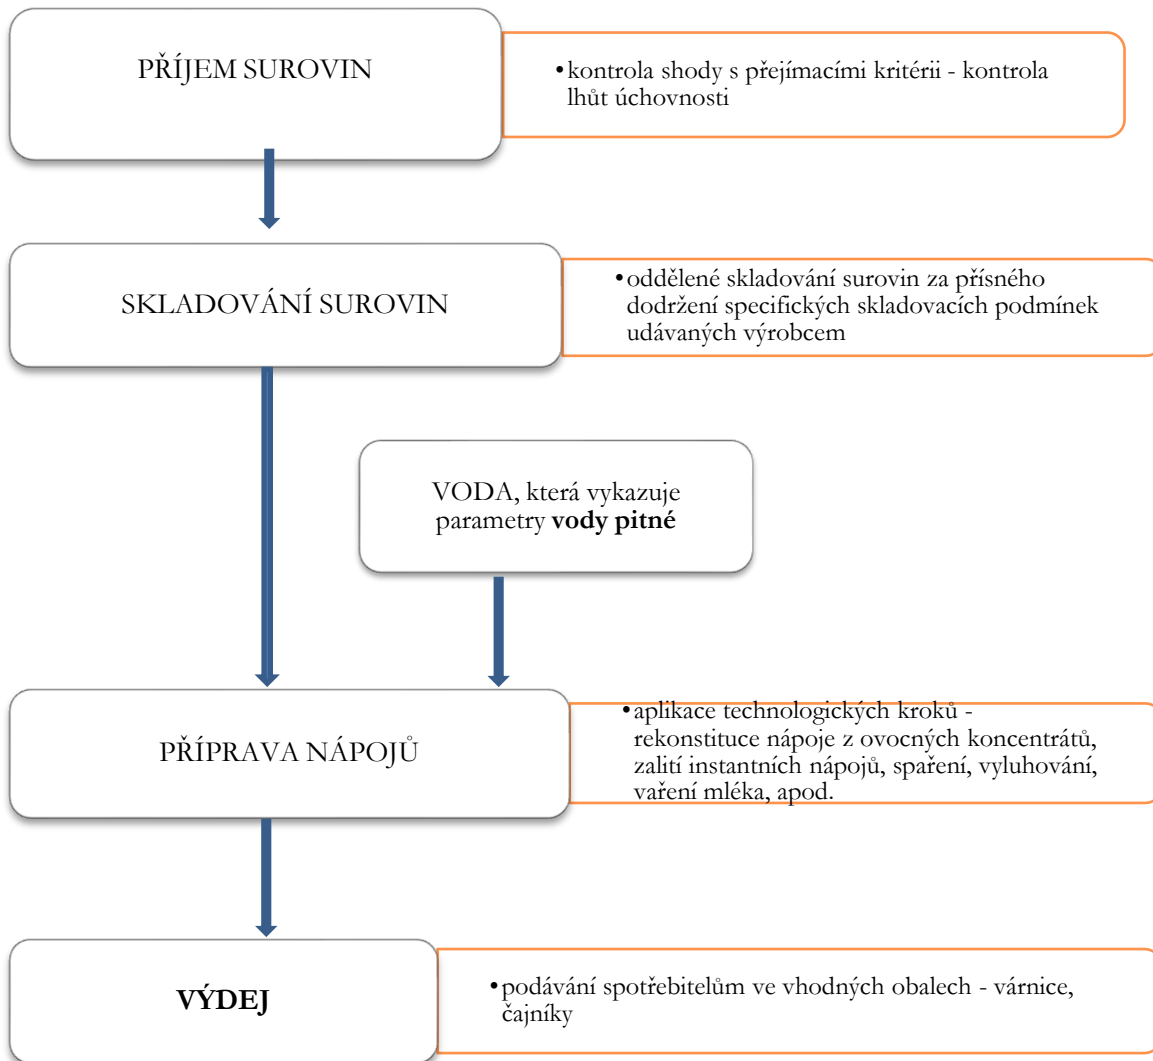 PŘÍJEM SUROVIN
•kontrola shody s přejímacími kritérii - kontrola
lhůt úchovnosti
SKLADOVÁNÍ SUROVIN
•oddělené skladování surovin za přísného
dodržení specifických skladovacích podmínek
udávaných výrobcem
VODA, která vykazuje
parametry vody pitné
PŘÍPRAVA NÁPOJŮ
•aplikace technologických kroků -
rekonstituce nápoje z ovocných koncentrátů,
zalití instantních nápojů, spaření, vyluhování,
vaření mléka, apod.
VÝDEJ
•podávání spotřebitelům ve vhodných obalech - várnice,
čajníky